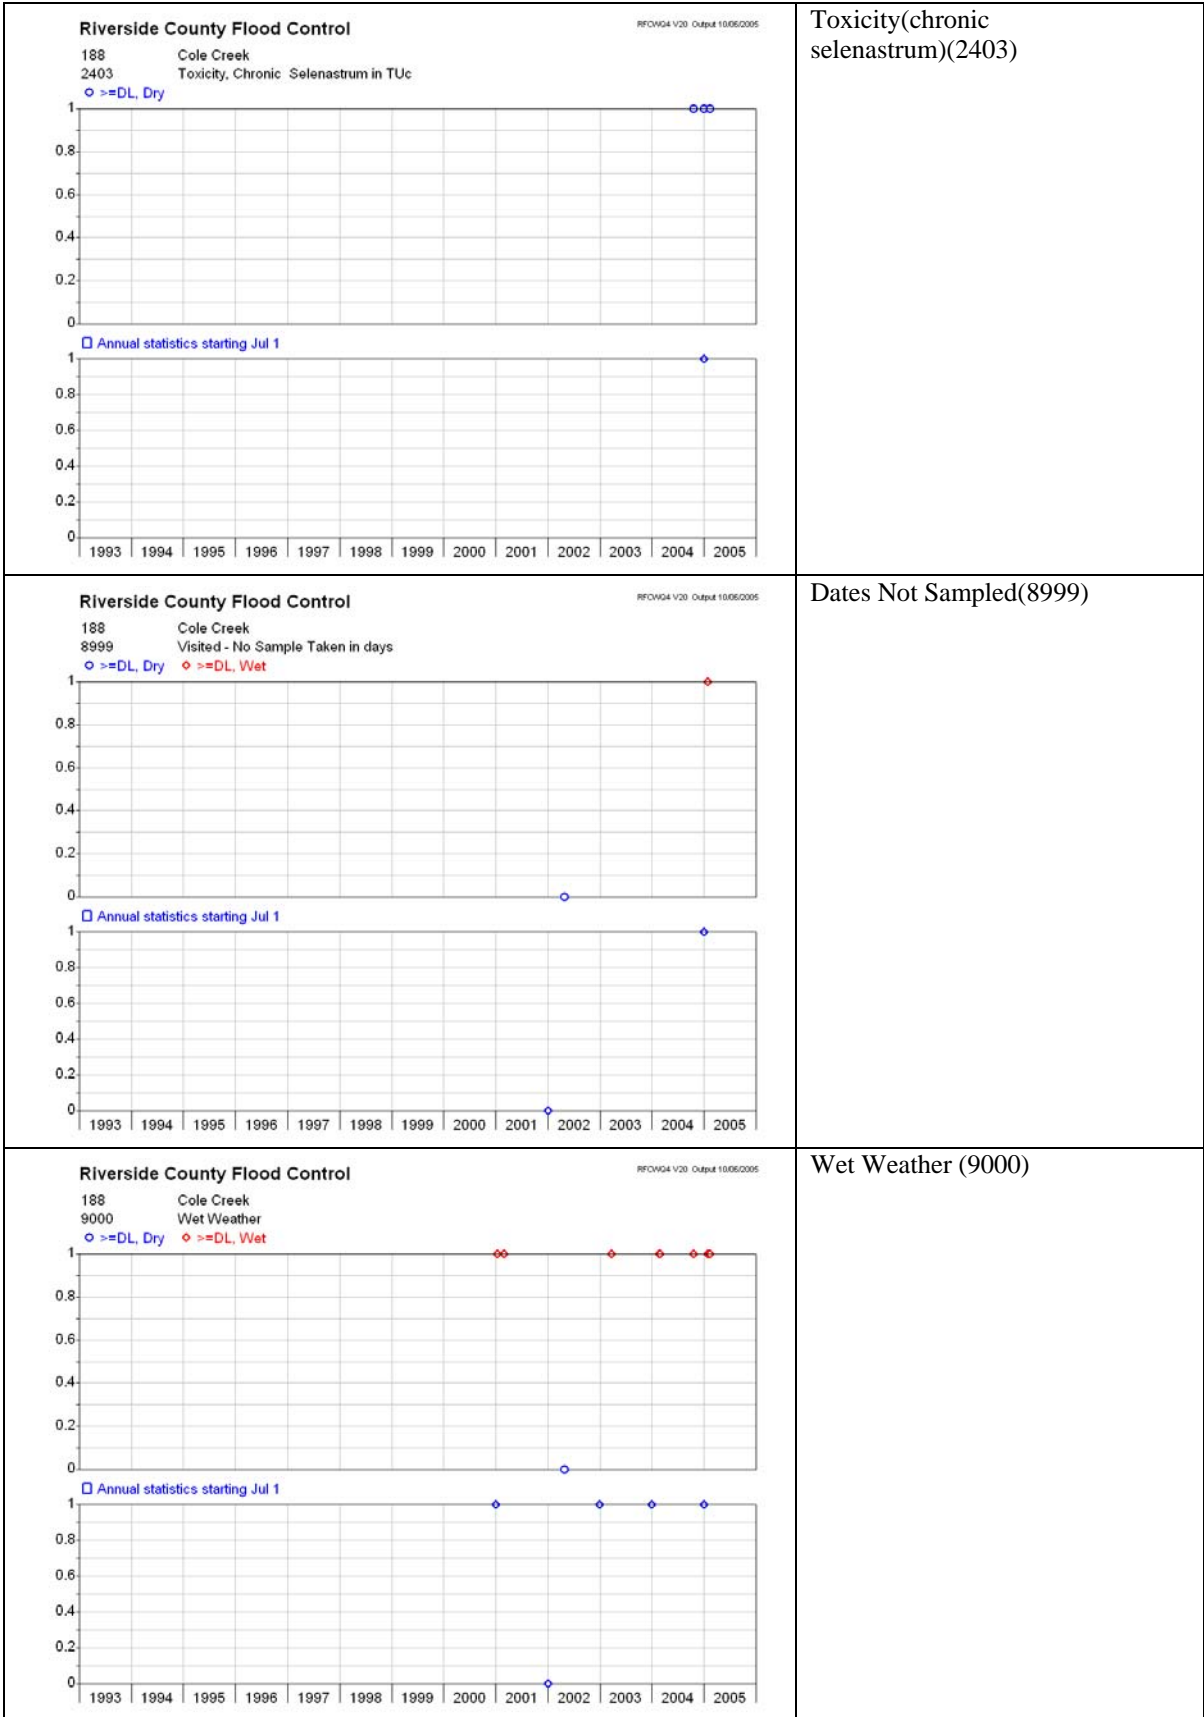 Riverside County Flood Control
RFCWQ4 V20 Output 10/06/2005
188 Cole Creek
2403 Toxicity, Chronic Selenastrum in TUc
>=DL, Dry
1
0.8
0.6
0.4
0.2
0
Annual statistics starting Jul 1
1
0.8
0.6
0.4
0.2
0
1993 1994 1995 1996 1997 1998 1999 2000 2001 2002 2003 2004 2005
Toxicity(chronic
selenastrum)(2403)
Riverside County Flood Control
RFCWQ4 V20 Output 10/06/2005
188 Cole Creek
8999 Visited - No Sample Taken in days
>=DL, Dry >=DL, Wet
1
0.8
0.6
0.4
0.2
0
Annual statistics starting Jul 1
1
0.8
0.6
0.4
0.2
0
1993 1994 1995 1996 1997 1998 1999 2000 2001 2002 2003 2004 2005
Dates Not Sampled(8999)
Riverside County Flood Control
RFCWQ4 V20 Output 10/06/2005
188 Cole Creek
9000 Wet Weather
>=DL, Dry >=DL, Wet
1
0.8
0.6
0.4
0.2
0
Annual statistics starting Jul 1
1
0.8
0.6
0.4
0.2
0
1993 1994 1995 1996 1997 1998 1999 2000 2001 2002 2003 2004 2005
Wet Weather (9000)